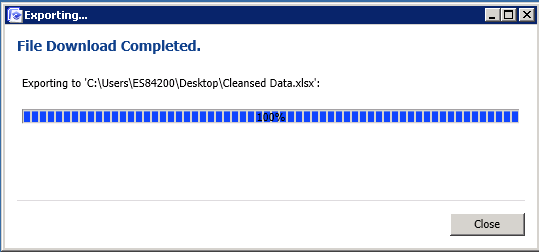 Exporting...
File Download Completed.
Exporting to 'C:\Users\ES84200\Desktop\Cleansed Data.xlsx':
100%
Close